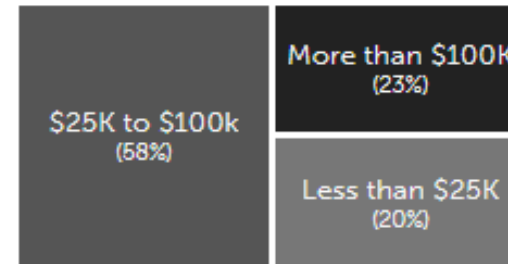 $25K to $100k
(58%)
More than $100K
(23%)
Less than $25K
(20%)